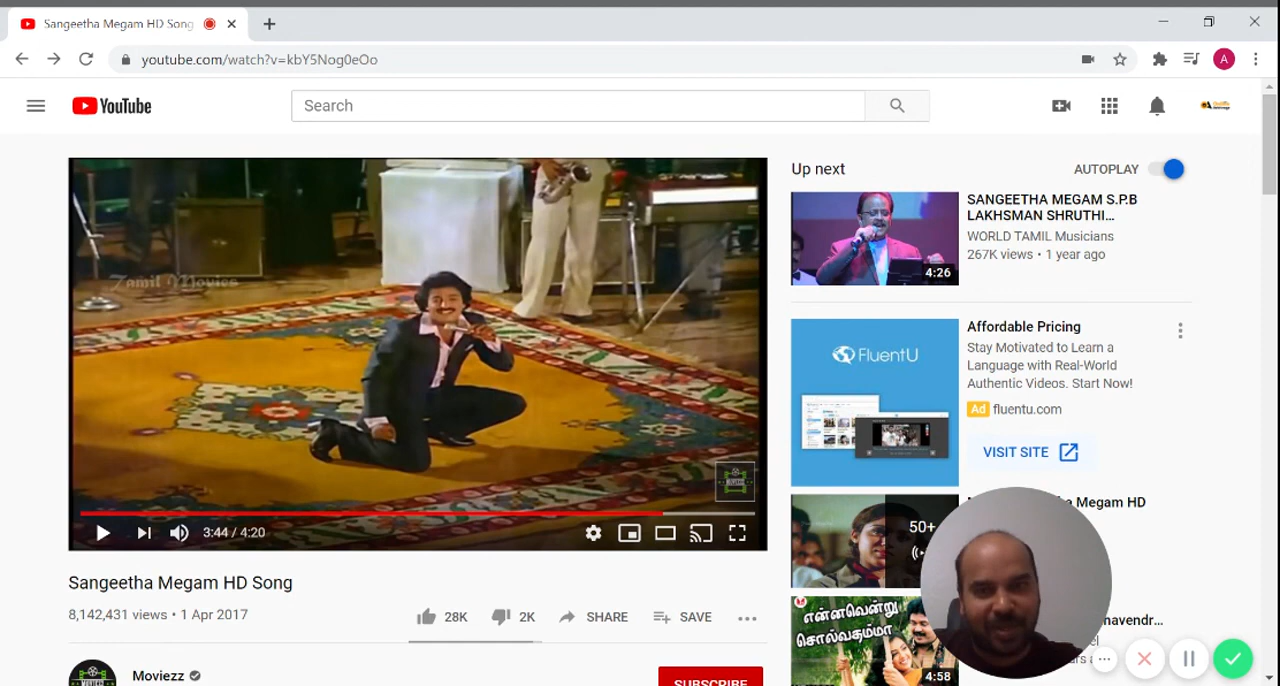 Sangeetha Megam HD Song
youtube.com/watch?v=kbY5Nog0eOo
A
YouTube
Search
Tamil Movies
MOVIEZZ
3:44 / 4:20
Sangeetha Megam HD Song
8,142,431 views • 1 Apr 2017
28K
2K
SHARE
SAVE
Moviezz
SUBSCRIBE
Up next
AUTOPLAY
4:26
SANGEETHA MEGAM S.P.B
LAKHSMAN SHRUTHI...
WORLD TAMIL Musicians
267K views • 1 year ago
FluentU
Affordable Pricing
Stay Motivated to Learn a
Language with Real-World
Authentic Videos. Start Now!
Ad fluentu.com
VISIT SITE
50+
Megam HD
என்னவென்று
சொல்வதம்மா
4:58